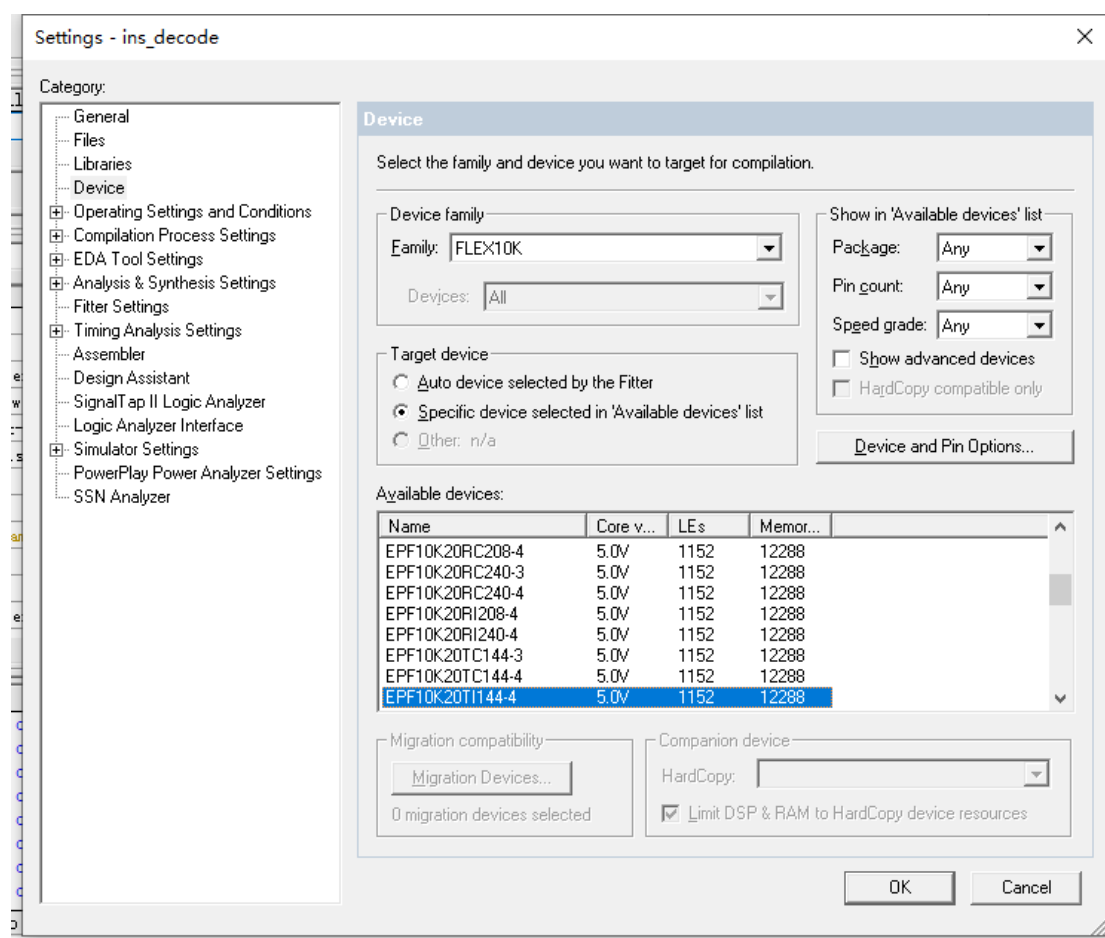 Settings - ins_decode
Category:
General
Files
Libraries
Device
Operating Settings and Conditions
Compilation Process Settings
EDA Tool Settings
Analysis & Synthesis Settings
Fitter Settings
Timing Analysis Settings
Assembler
Design Assistant
SignalTap II Logic Analyzer
Logic Analyzer Interface
Simulator Settings
PowerPlay Power Analyzer Settings
SSN Analyzer
Device
Select the family and device you want to target for compilation.
Device family
Family: FLEX10K
Devices: All
Show in 'Available devices' list
Package: Any
Pin count: Any
Speed grade: Any
Show advanced devices
HardCopy compatible only
Target device
Auto device selected by the Fitter
Specific device selected in 'Available devices' list
Other: n/a
Device and Pin Options...
Available devices:
Name Core v... LEs Memor...
EPF10K20RC208-4 5.0V 1152 12288
EPF10K20RC240-3 5.0V 1152 12288
EPF10K20RC240-4 5.0V 1152 12288
EPF10K20RI208-4 5.0V 1152 12288
EPF10K20RI240-4 5.0V 1152 12288
EPF10K20TC144-3 5.0V 1152 12288
EPF10K20TC144-4 5.0V 1152 12288
EPF10K20TI144-4 5.0V 1152 12288
Migration compatibility
Migration Devices...
0 migration devices selected
Companion device
HardCopy:
Limit DSP & RAM to HardCopy device resources
OK Cancel